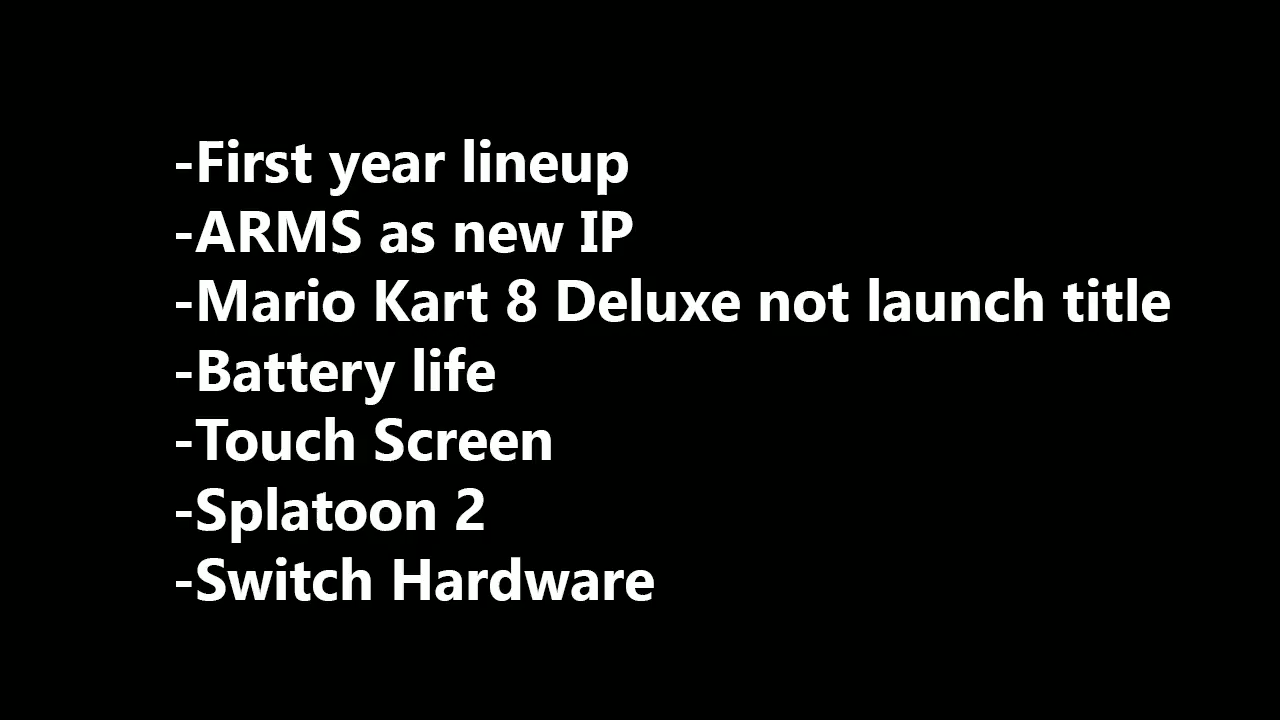 -First year lineup
-ARMS as new IP
-Mario Kart 8 Deluxe not launch title
-Battery life
-Touch Screen
-Splatoon 2
-Switch Hardware